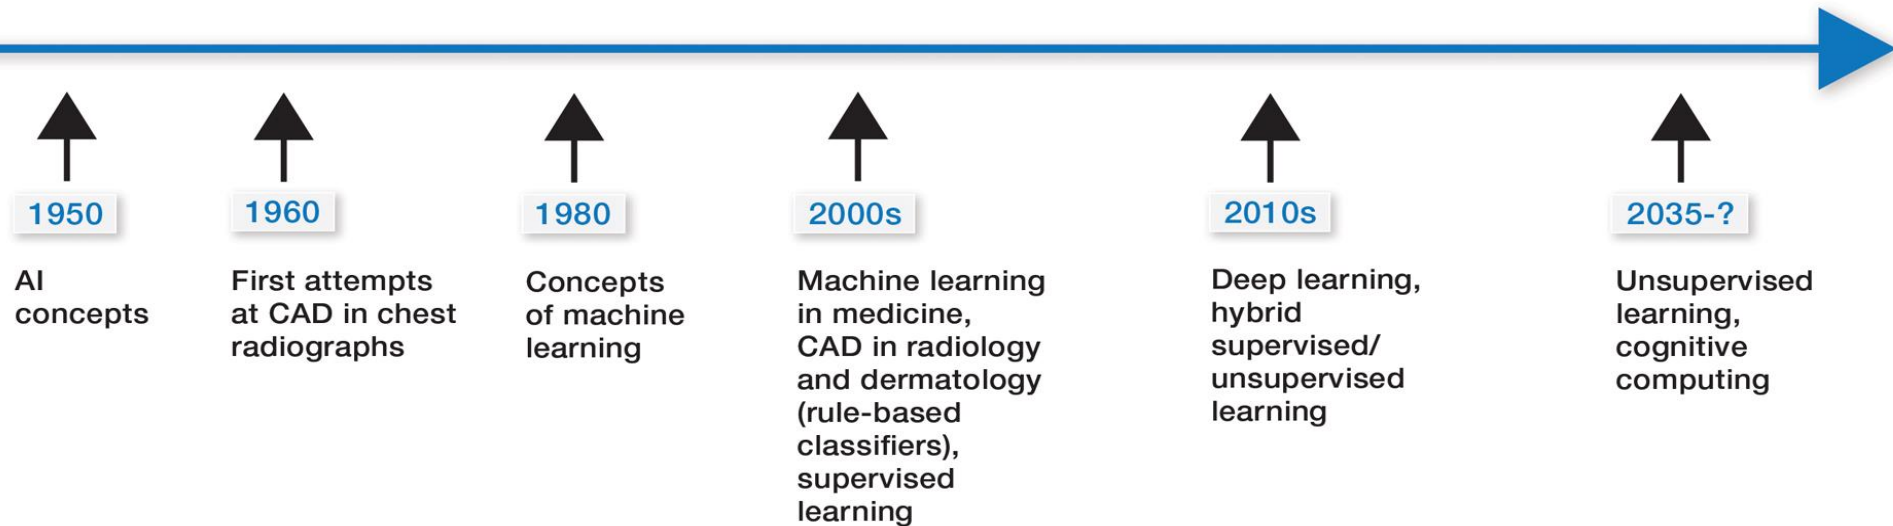 1950
AI
concepts
1960
First attempts
at CAD in chest
radiographs
1980
Concepts
of machine
learning
2000s
Machine learning
in medicine,
CAD in radiology
and dermatology
(rule-based
classifiers),
supervised
learning
2010s
Deep learning,
hybrid
supervised/
unsupervised
learning
2035-?
Unsupervised
learning,
cognitive
computing